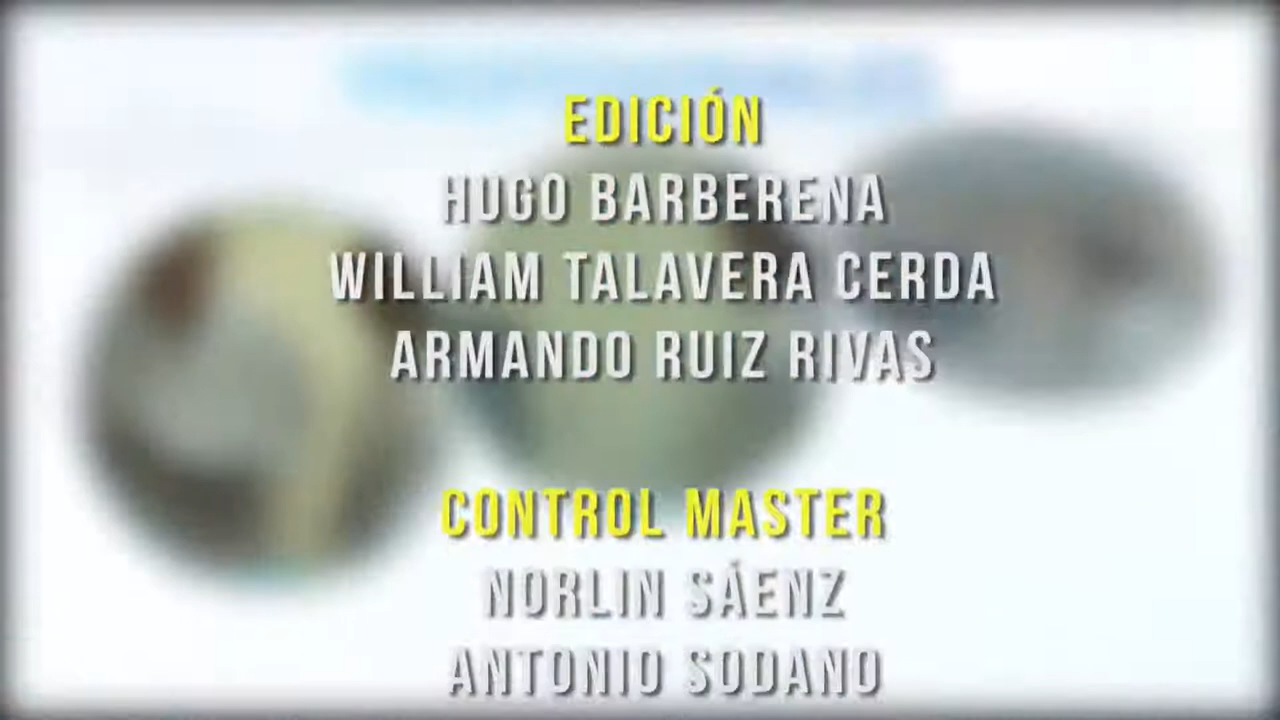 EDICIÓN
HUGO BARBERENA
WILLIAM TALAVERA CERDA
ARMANDO RUIZ RIVAS
CONTROL MASTER
NORLIN SÁENZ
ANTONIO SODANO